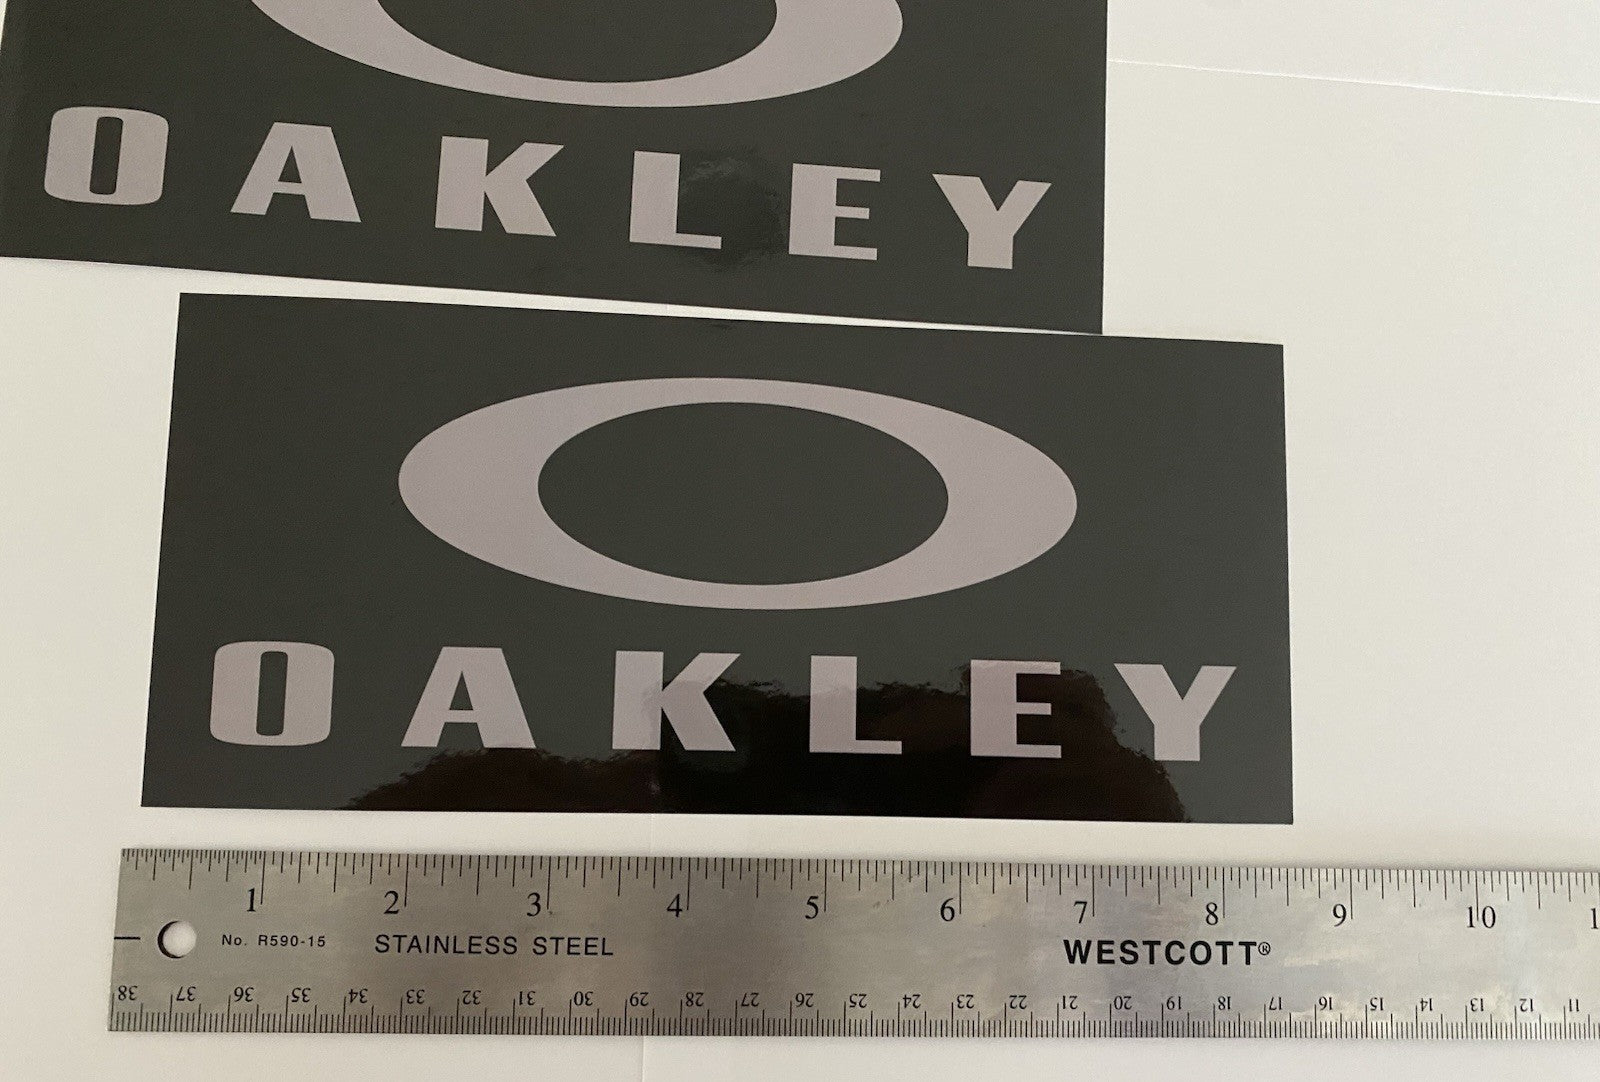 OAKLEY
OAKLEY
1 2 3 4 5 6 7 8 9 10 1
No. R590-15 STAINLESS STEEL WESTCOTT®
38 37 36 35 34 33 32 31 30 29 28 27 26 25 24 23 22 21 20 19 18 17 16 15 14 13 12 11